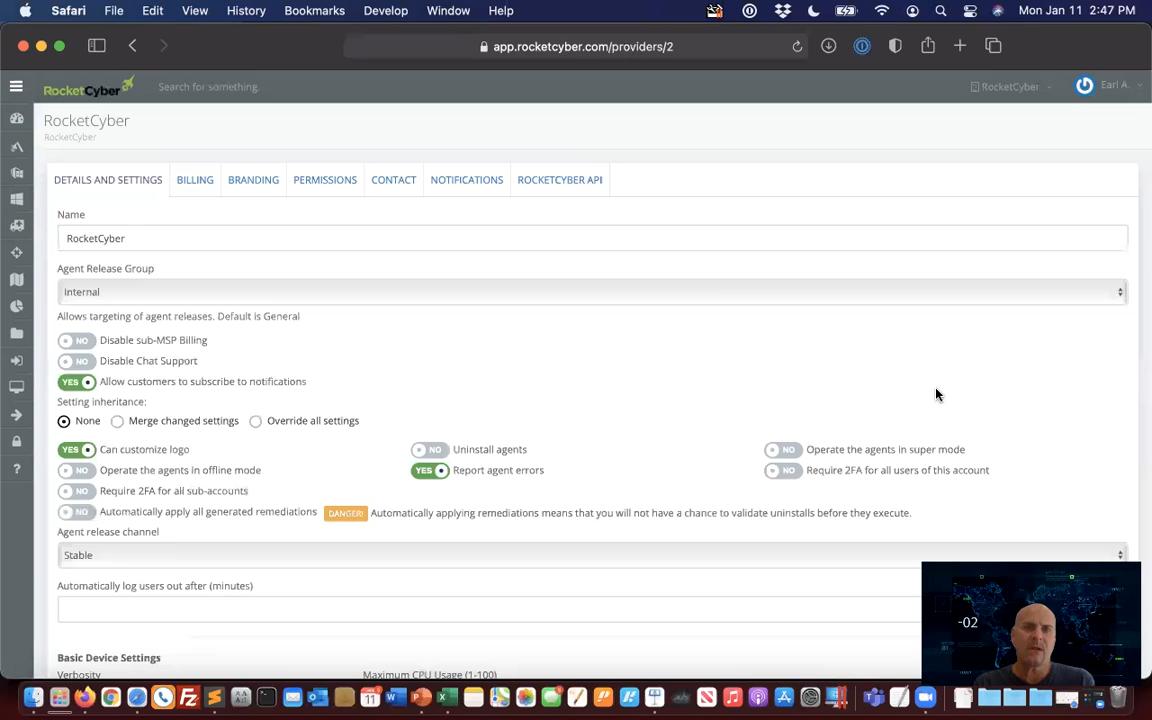 Safari File Edit View History Bookmarks Develop Window Help Mon Jan 11 2:47 PM
app.rocketcyber.com/providers/2
RocketCyber Search for something. RocketCyber Earl A.
RocketCyber
RocketCyber
DETAILS AND SETTINGS BILLING BRANDING PERMISSIONS CONTACT NOTIFICATIONS ROCKETCYBER API
Name
RocketCyber
Agent Release Group
Internal
Allows targeting of agent releases. Default is General
NO Disable sub-MSP Billing
NO Disable Chat Support
YES Allow customers to subscribe to notifications
Setting inheritance:
None Merge changed settings Override all settings
YES Can customize logo NO Uninstall agents NO Operate the agents in super mode
NO Operate the agents in offline mode YES Report agent errors NO Require 2FA for all users of this account
NO Require 2FA for all sub-accounts
NO Automatically apply all generated remediations DANGER! Automatically applying remediations means that you will not have a chance to validate uninstalls before they execute.
Agent release channel
Stable
Automatically log users out after (minutes)
-02
Basic Device Settings
Verbosity Maximum CPU Usage (1-100)